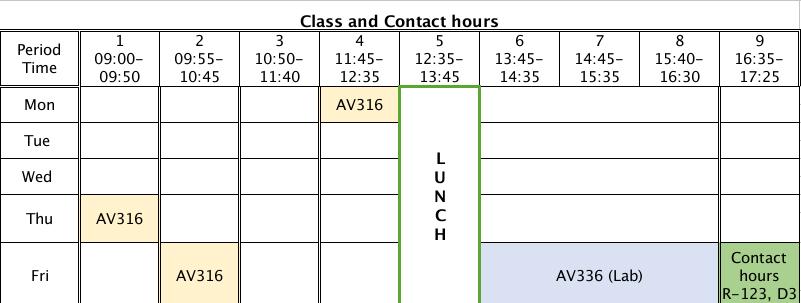 Class and Contact hours
Period Time 1 09:00–09:50 2 09:55–10:45 3 10:50–11:40 4 11:45–12:35 5 12:35–13:45 6 13:45–14:35 7 14:45–15:35 8 15:40–16:30 9 16:35–17:25
Mon AV316
Tue
Wed
Thu AV316
Fri AV316 AV336 (Lab) Contact hours R-123, D3
LUNCH